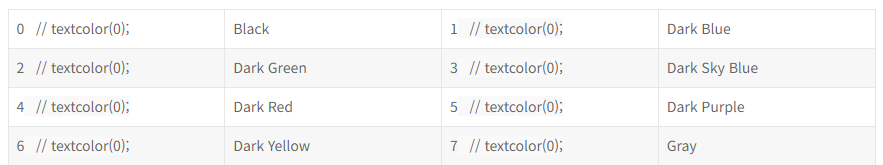 0 // textcolor(0); Black 1 // textcolor(0); Dark Blue
2 // textcolor(0); Dark Green 3 // textcolor(0); Dark Sky Blue
4 // textcolor(0); Dark Red 5 // textcolor(0); Dark Purple
6 // textcolor(0); Dark Yellow 7 // textcolor(0); Gray